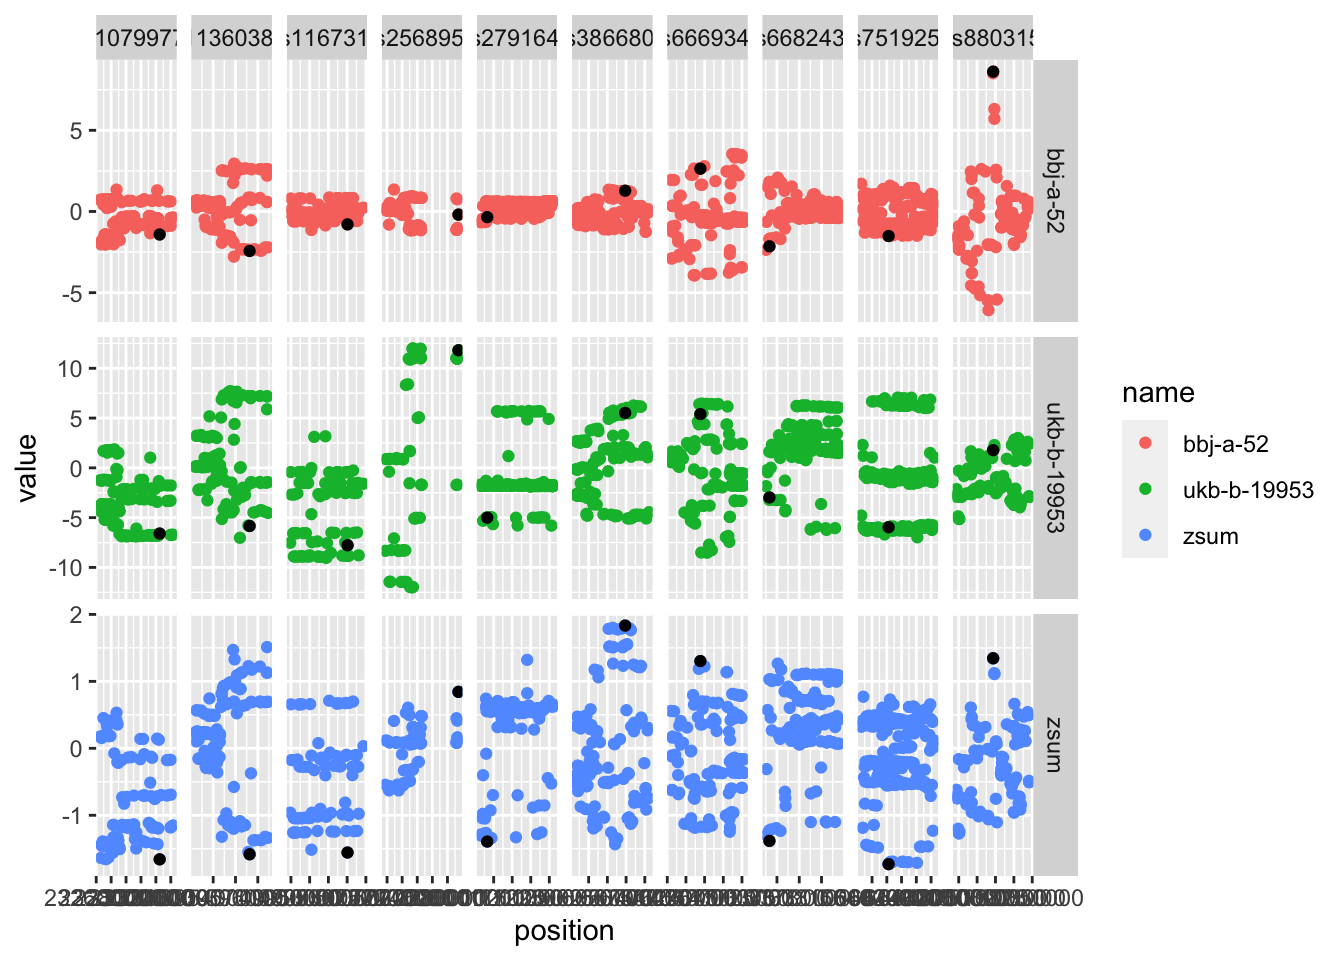 1079977
136038
s116731
s256895
s279164
s386680
s666934
s668243
s751925
s880315
5
0
-5
bbj-a-52
10
5
0
-5
-10
ukb-b-19953
2
1
0
-1
zsum
value
position
name
bbj-a-52
ukb-b-19953
zsum